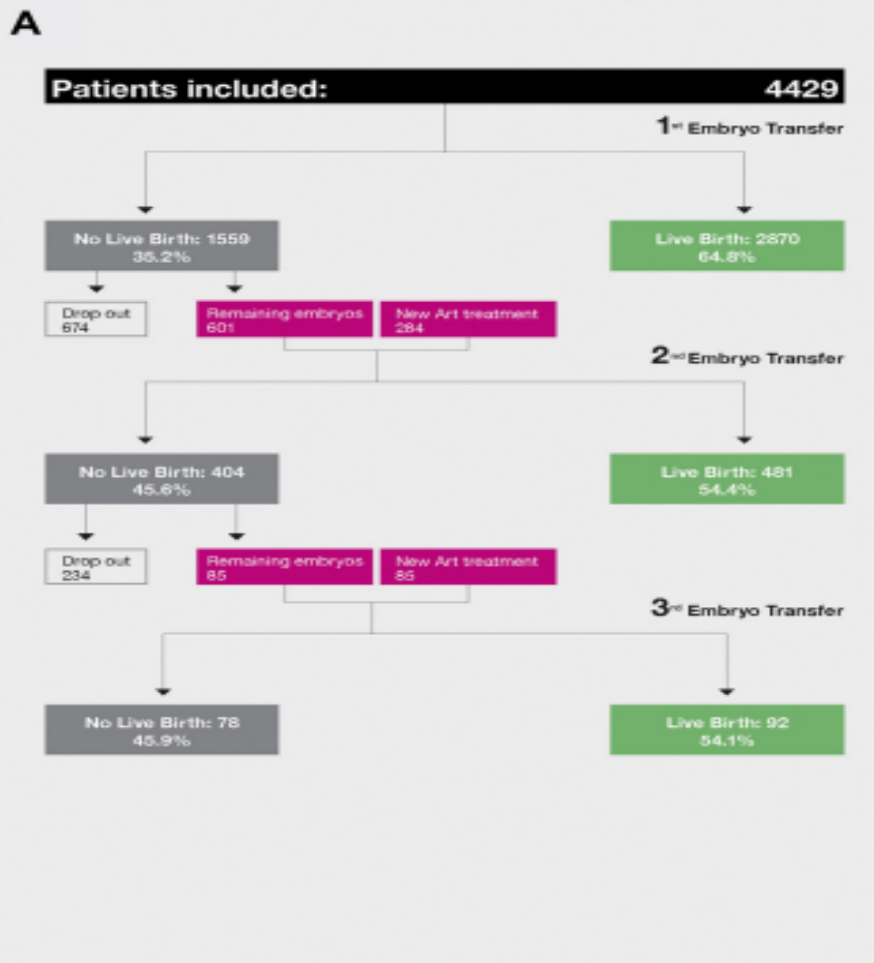 A
Patients included: 4429
1st Embryo Transfer
No Live Birth: 1559
35.2%
Live Birth: 2870
64.8%
Drop out
674
Remaining embryos
601
New Art treatment
284
2nd Embryo Transfer
No Live Birth: 404
45.6%
Live Birth: 481
54.4%
Drop out
234
Remaining embryos
85
New Art treatment
85
3rd Embryo Transfer
No Live Birth: 78
45.9%
Live Birth: 92
54.1%